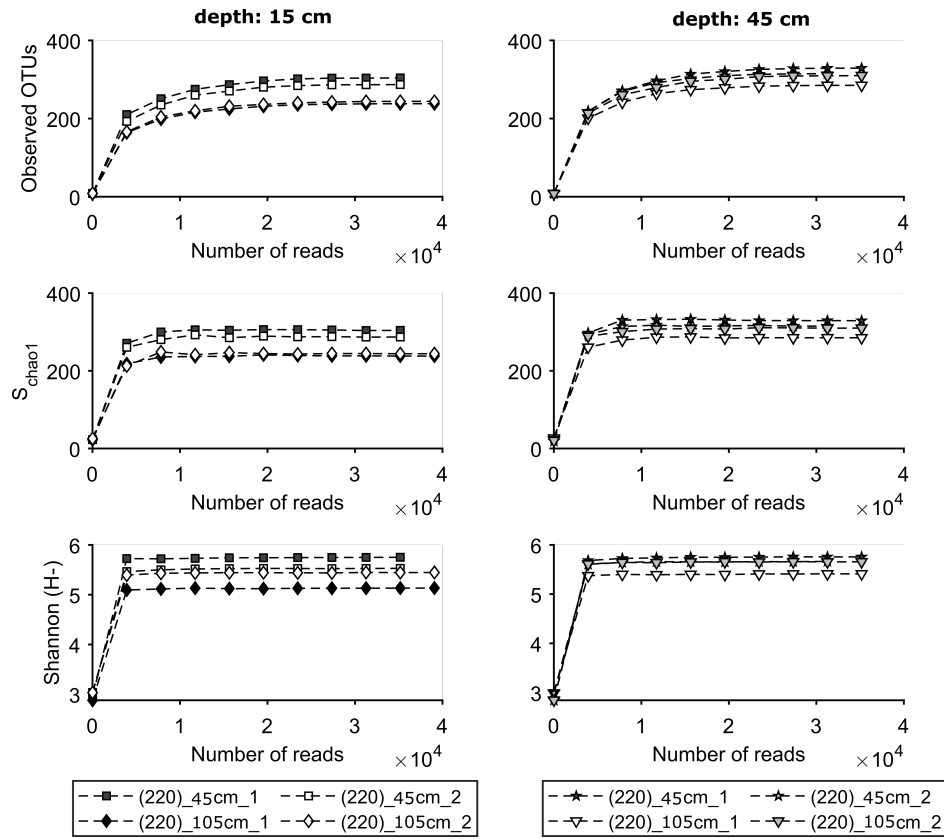 depth: 15 cm
depth: 45 cm
Observed OTUs
400
200
0
0 1 2 3 4
Number of reads
×10^4
400
200
0
0 1 2 3 4
Number of reads
×10^4
S_chao1
400
200
0
0 1 2 3 4
Number of reads
×10^4
400
200
0
0 1 2 3 4
Number of reads
×10^4
Shannon (H-)
6
5
4
3
0 1 2 3 4
Number of reads
×10^4
6
5
4
3
0 1 2 3 4
Number of reads
×10^4
(220)_45cm_1 (220)_45cm_2
(220)_105cm_1 (220)_105cm_2
(220)_45cm_1 (220)_45cm_2
(220)_105cm_1 (220)_105cm_2